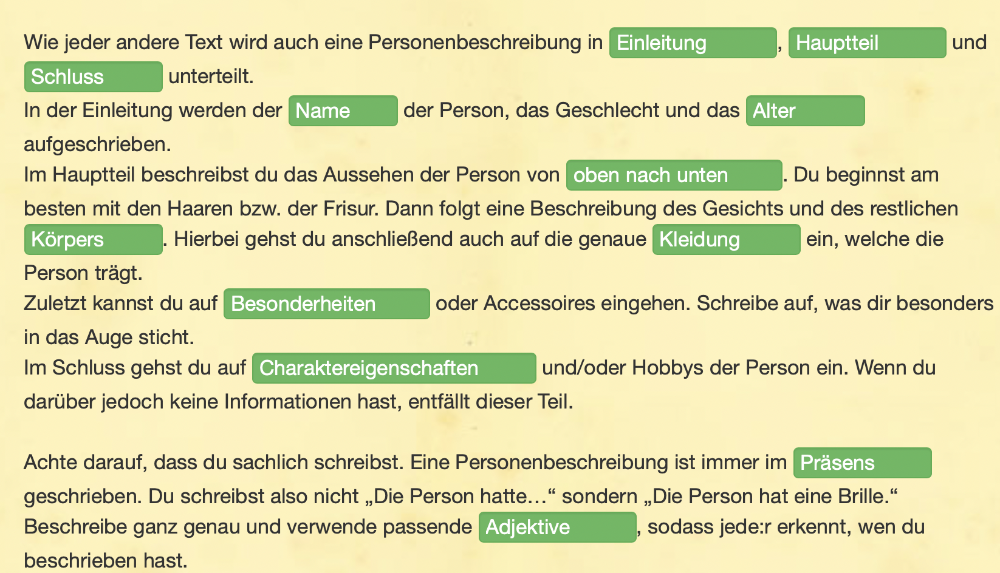 Wie jeder andere Text wird auch eine Personenbeschreibung in Einleitung, Hauptteil und
Schluss unterteilt.
In der Einleitung werden der Name der Person, das Geschlecht und das Alter
aufgeschrieben.
Im Hauptteil beschreibst du das Aussehen der Person von oben nach unten. Du beginnst am
besten mit den Haaren bzw. der Frisur. Dann folgt eine Beschreibung des Gesichts und des restlichen
Körpers. Hierbei gehst du anschließend auch auf die genaue Kleidung ein, welche die
Person trägt.
Zuletzt kannst du auf Besonderheiten oder Accessoires eingehen. Schreibe auf, was dir besonders
in das Auge sticht.
Im Schluss gehst du auf Charaktereigenschaften und/oder Hobbys der Person ein. Wenn du
darüber jedoch keine Informationen hast, entfällt dieser Teil.
Achte darauf, dass du sachlich schreibst. Eine Personenbeschreibung ist immer im Präsens
geschrieben. Du schreibst also nicht „Die Person hatte…“ sondern „Die Person hat eine Brille.“
Beschreibe ganz genau und verwende passende Adjektive, sodass jede:r erkennt, wen du
beschrieben hast.